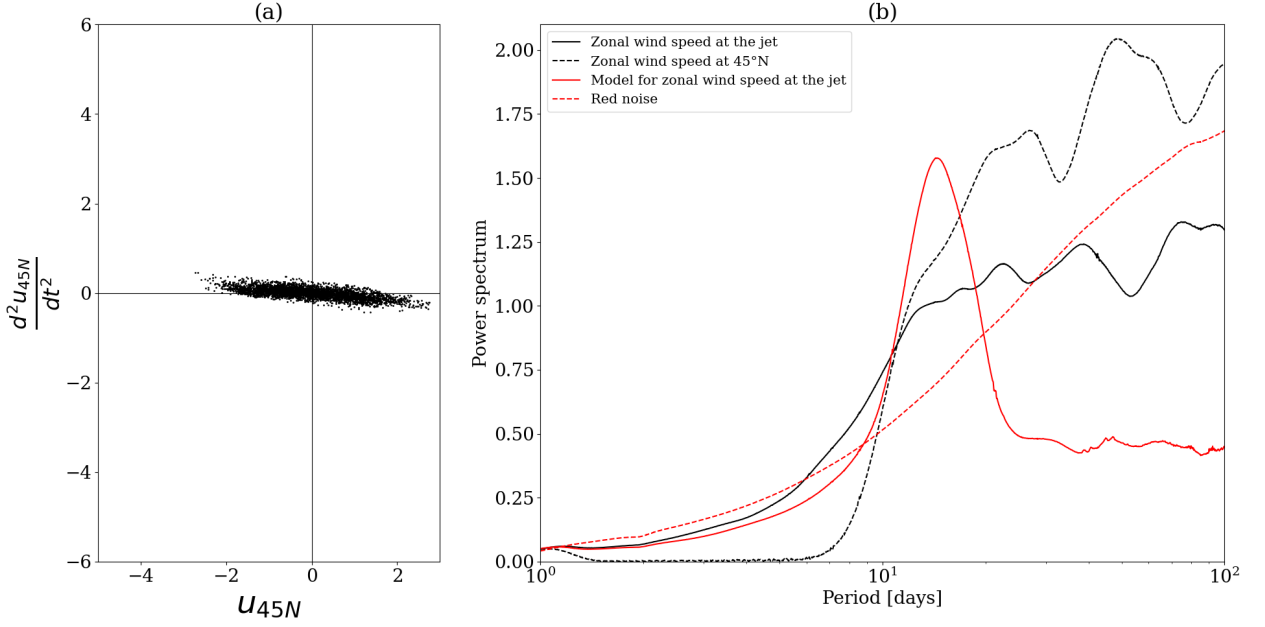 (a)
6
4
2
0
−2
−4
−6
d²u₄₅N
dt²
−4 −2 0 2
u₄₅N
(b)
Zonal wind speed at the jet
Zonal wind speed at 45°N
Model for zonal wind speed at the jet
Red noise
2.00
1.75
1.50
1.25
1.00
0.75
0.50
0.25
0.00
Power spectrum
10⁰ 10¹ 10²
Period [days]